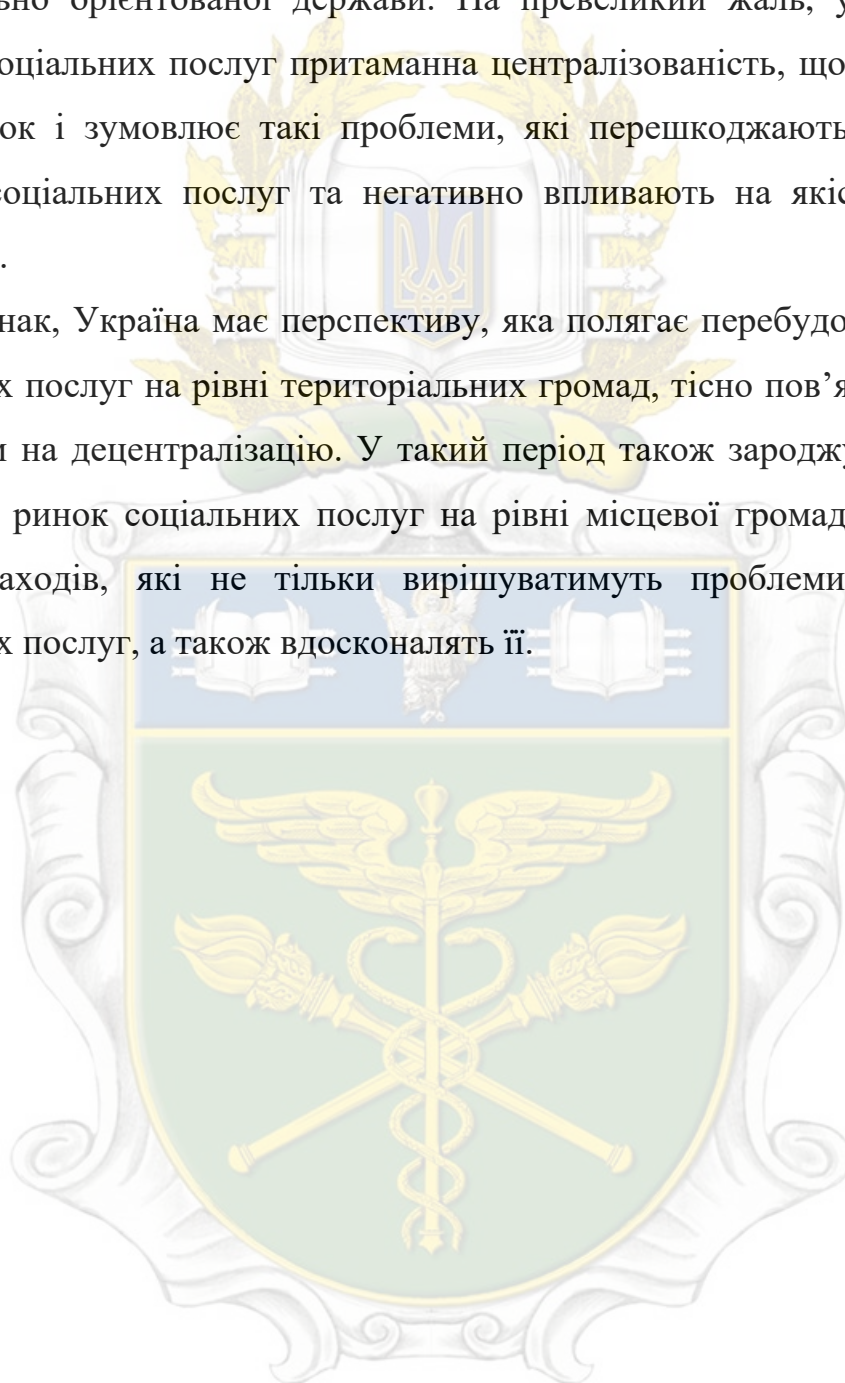 льно орієнтованої держави. На превеликий жаль, у
оціальних послуг притаманна централізованість, що
ок і зумовлює такі проблеми, які перешкоджають
соціальних послуг та негативно впливають на якіс
.
нак, Україна має перспективу, яка полягає перебудо
х послуг на рівні територіальних громад, тісно пов’я
и на децентралізацію. У такий період також зароджу
ринок соціальних послуг на рівні місцевої громад
аходів, які не тільки вирішуватимуть проблеми
х послуг, а також вдосконалять її.